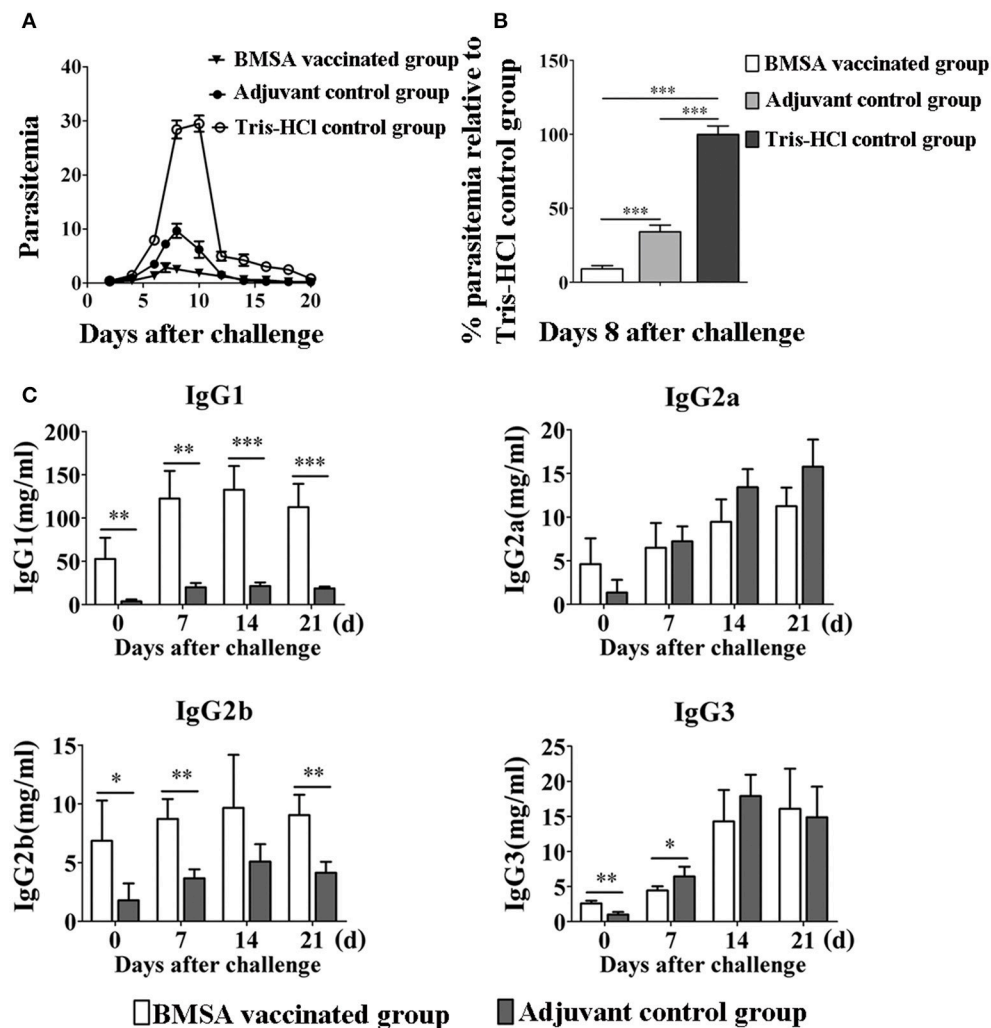 A
BMSA vaccinated group
Adjuvant control group
Tris-HCl control group
Parasitemia
40
30
20
10
0
0 5 10 15 20
Days after challenge
B
% parasitemia relative to
Tris-HCl control group
150
100
50
0
***
***
***
BMSA vaccinated group
Adjuvant control group
Tris-HCl control group
Days 8 after challenge
C
IgG1
IgG1(mg/ml)
200
150
100
50
0
** ** *** ***
0 7 14 21 (d)
Days after challenge
IgG2a
IgG2a(mg/ml)
20
15
10
5
0
0 7 14 21 (d)
Days after challenge
IgG2b
IgG2b(mg/ml)
15
10
5
0
* ** **
0 7 14 21 (d)
Days after challenge
IgG3
IgG3(mg/ml)
25
20
15
10
5
0
** *
0 7 14 21 (d)
Days after challenge
BMSA vaccinated group Adjuvant control group